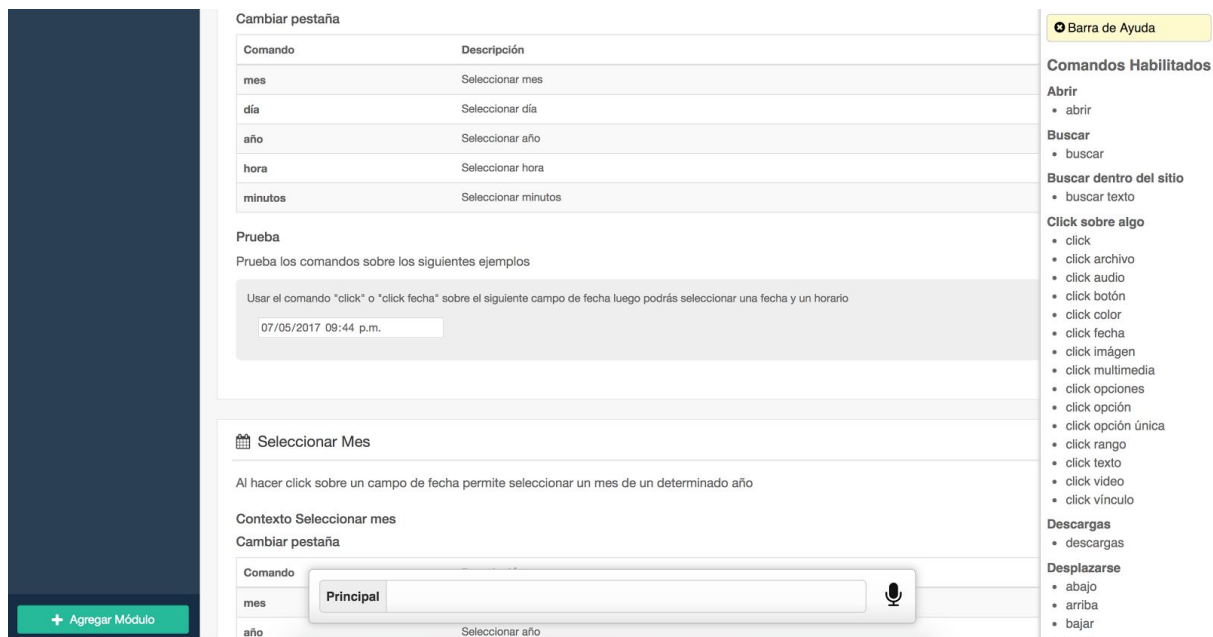 Cambiar pestaña
Comando Descripción
mes Seleccionar mes
día Seleccionar día
año Seleccionar año
hora Seleccionar hora
minutos Seleccionar minutos
Prueba
Prueba los comandos sobre los siguientes ejemplos
Usar el comando "click" o "click fecha" sobre el siguiente campo de fecha luego podrás seleccionar una fecha y un horario
07/05/2017 09:44 p.m.
Seleccionar Mes
Al hacer click sobre un campo de fecha permite seleccionar un mes de un determinado año
Contexto Seleccionar mes
Cambiar pestaña
Comando
mes
año Seleccionar año
Principal
Agregar Módulo
Barra de Ayuda
Comandos Habilitados
Abrir
abrir
Buscar
buscar
Buscar dentro del sitio
buscar texto
Click sobre algo
click
click archivo
click audio
click botón
click color
click fecha
click imágen
click multimedia
click opciones
click opción
click opción única
click rango
click texto
click video
click vínculo
Descargas
descargas
Desplazarse
abajo
arriba
bajar